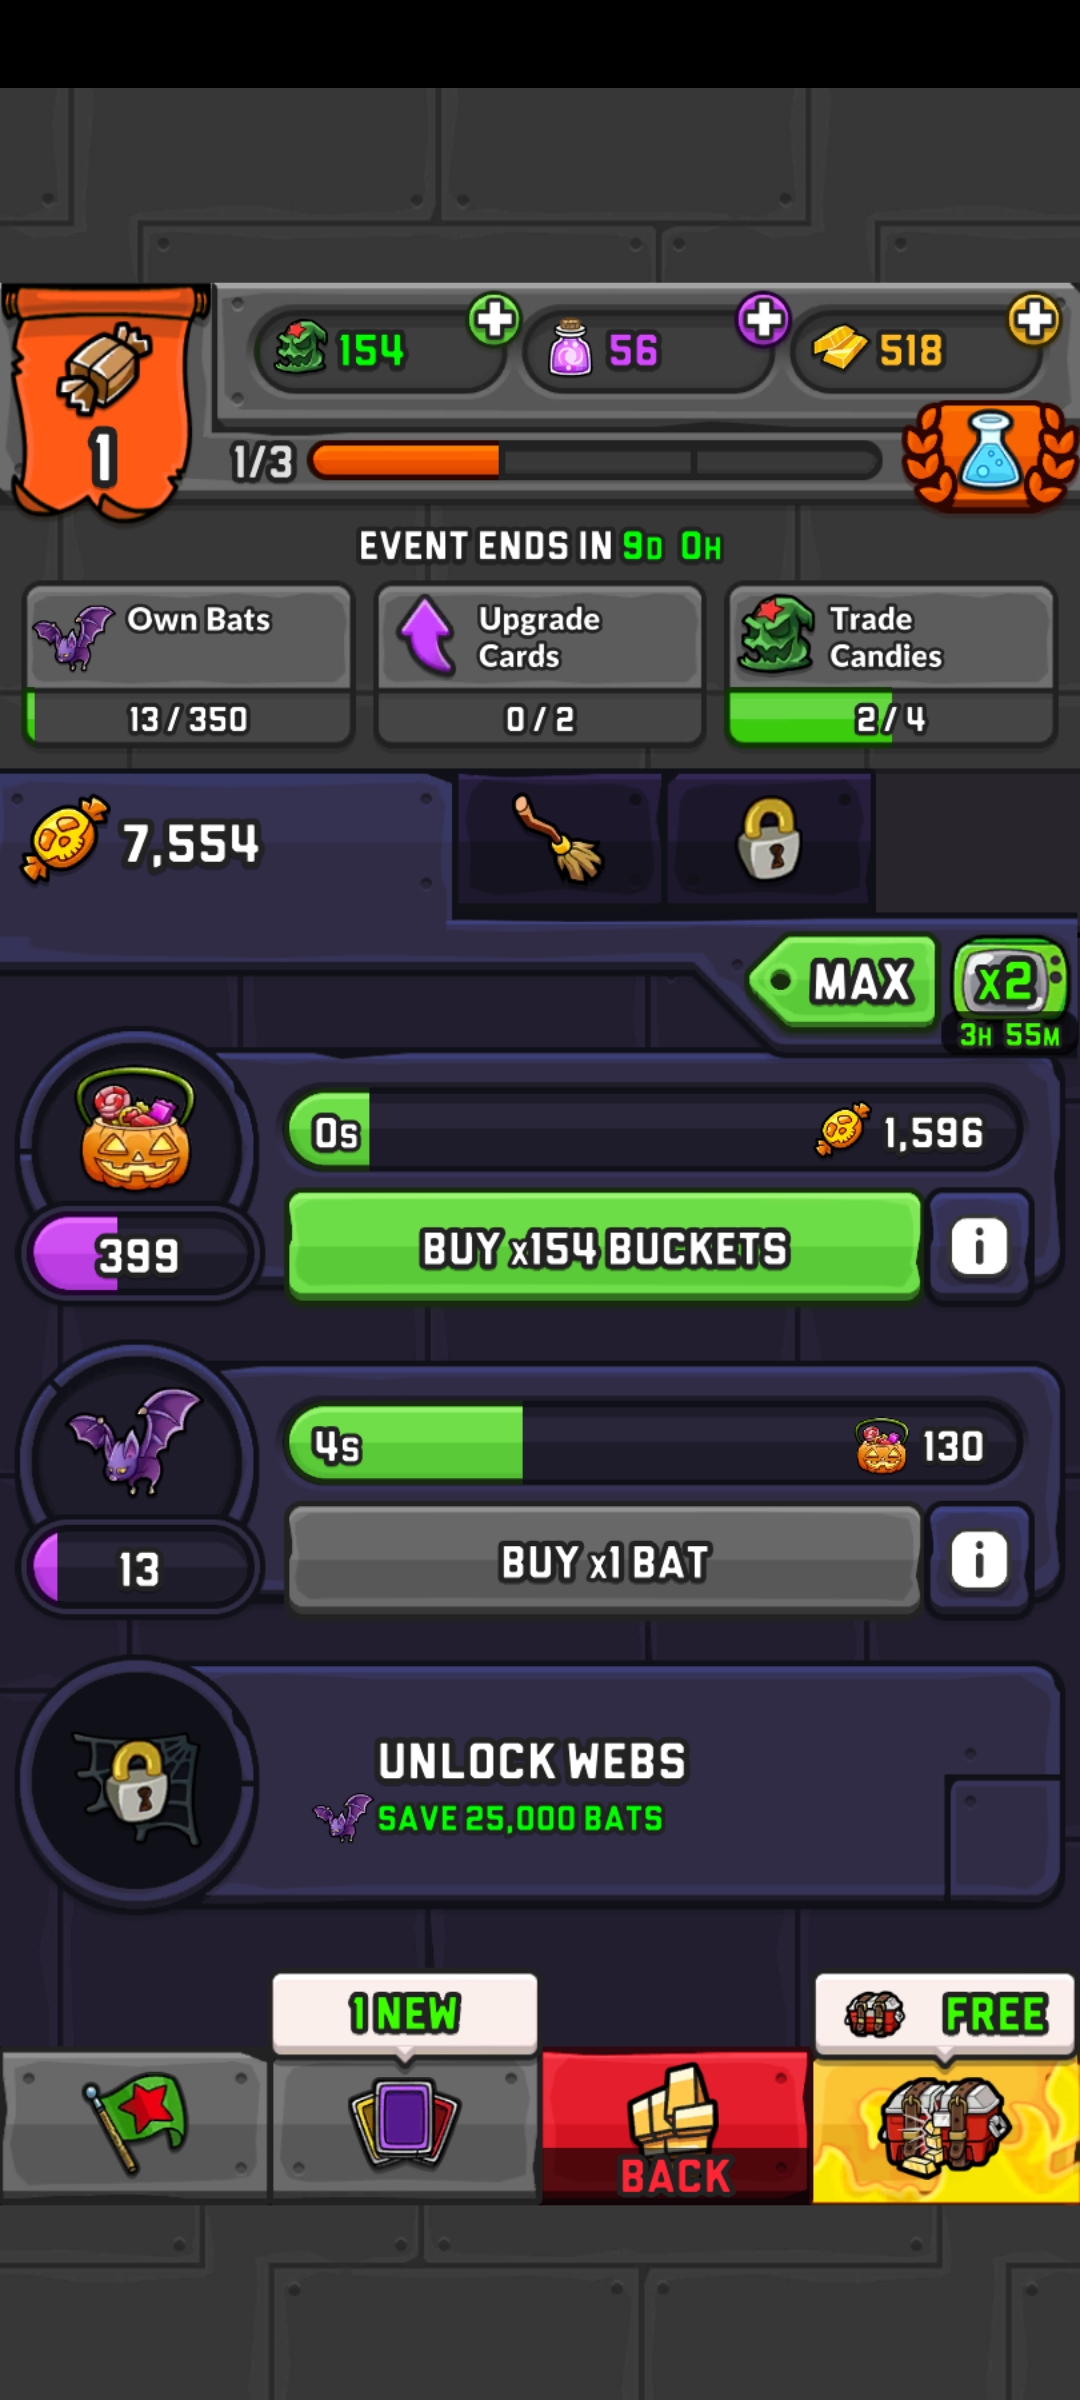 154
56
518
1
1/3
EVENT ENDS IN 9D 0H
Own Bats
13 / 350
Upgrade
Cards
0 / 2
Trade
Candies
2 / 4
7,554
MAX
x2
3H 55M
0s
1,596
399
BUY x154 BUCKETS
i
4s
130
13
BUY x1 BAT
i
UNLOCK WEBS
SAVE 25,000 BATS
1 NEW
FREE
BACK